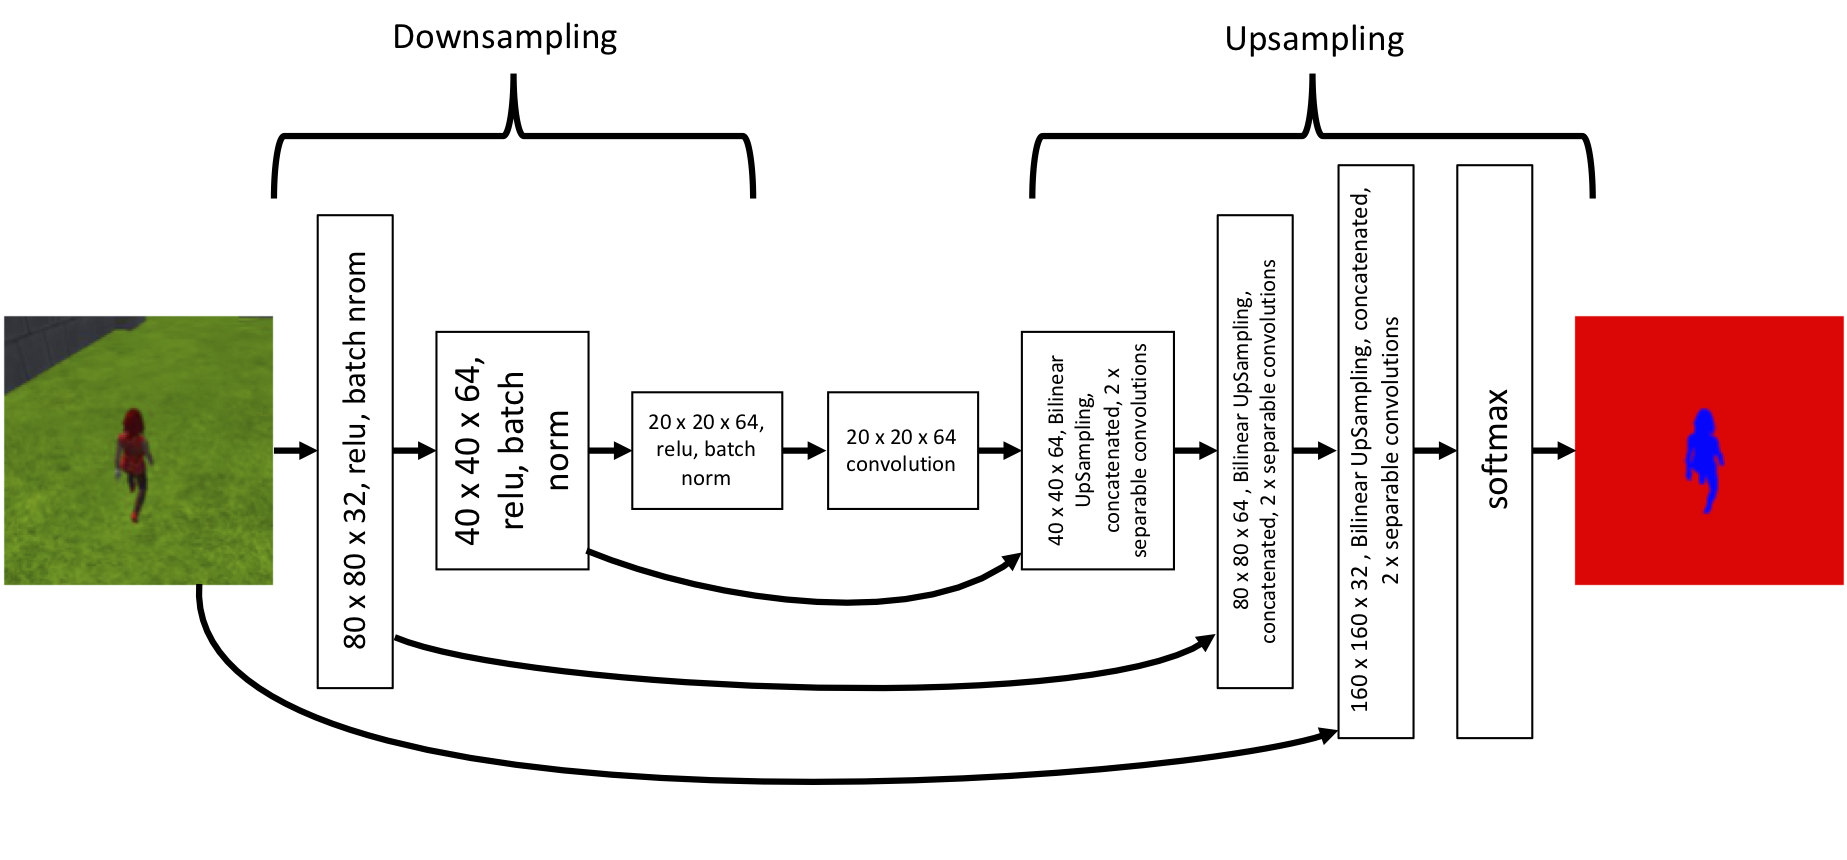 Downsampling
Upsampling
80 x 80 x 32, relu, batch nrom
40 x 40 x 64,
relu, batch
norm
20 x 20 x 64,
relu, batch
norm
20 x 20 x 64
convolution
40 x 40 x 64, Bilinear
UpSampling,
concatenated, 2 x
separable convolutions
80 x 80 x 64 , Bilinear UpSampling,
concatenated, 2 x separable convolutions
160 x 160 x 32 , Bilinear UpSampling, concatenated,
2 x separable convolutions
softmax